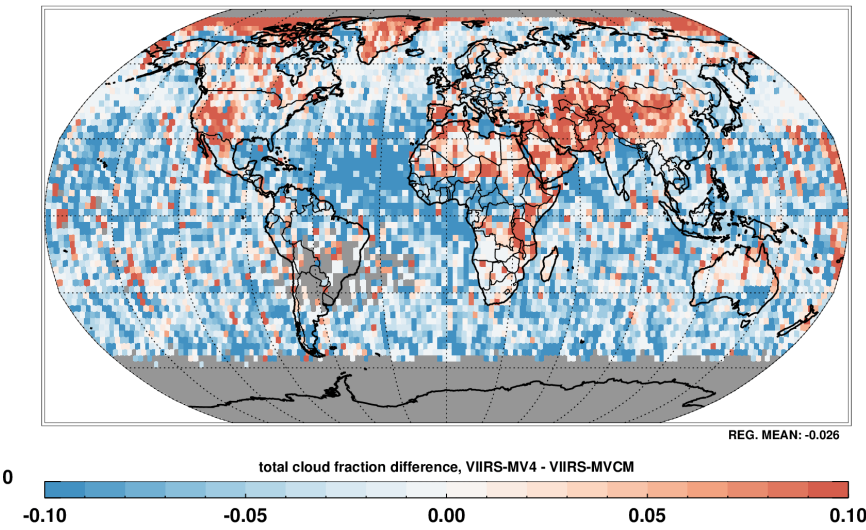 REG. MEAN: -0.026
total cloud fraction difference, VIIRS-MV4 - VIIRS-MVCM
0
-0.10 -0.05 0.00 0.05 0.10